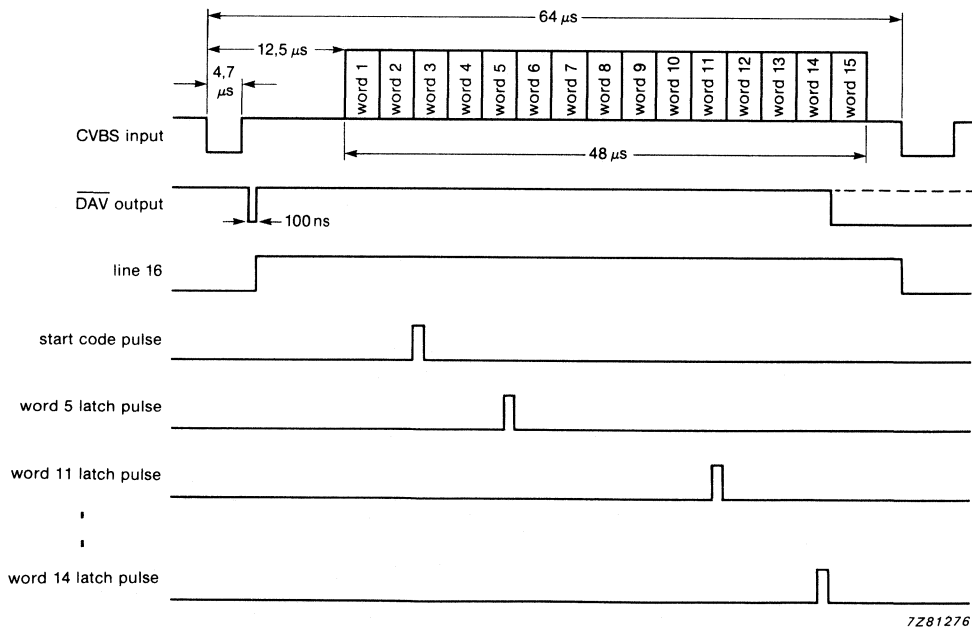 64 μs
12,5 μs
4,7
μs
word 1
word 2
word 3
word 4
word 5
word 6
word 7
word 8
word 9
word 10
word 11
word 12
word 13
word 14
word 15
CVBS input
48 μs
DAV output
100 ns
line 16
start code pulse
word 5 latch pulse
word 11 latch pulse
word 14 latch pulse
7Z81276